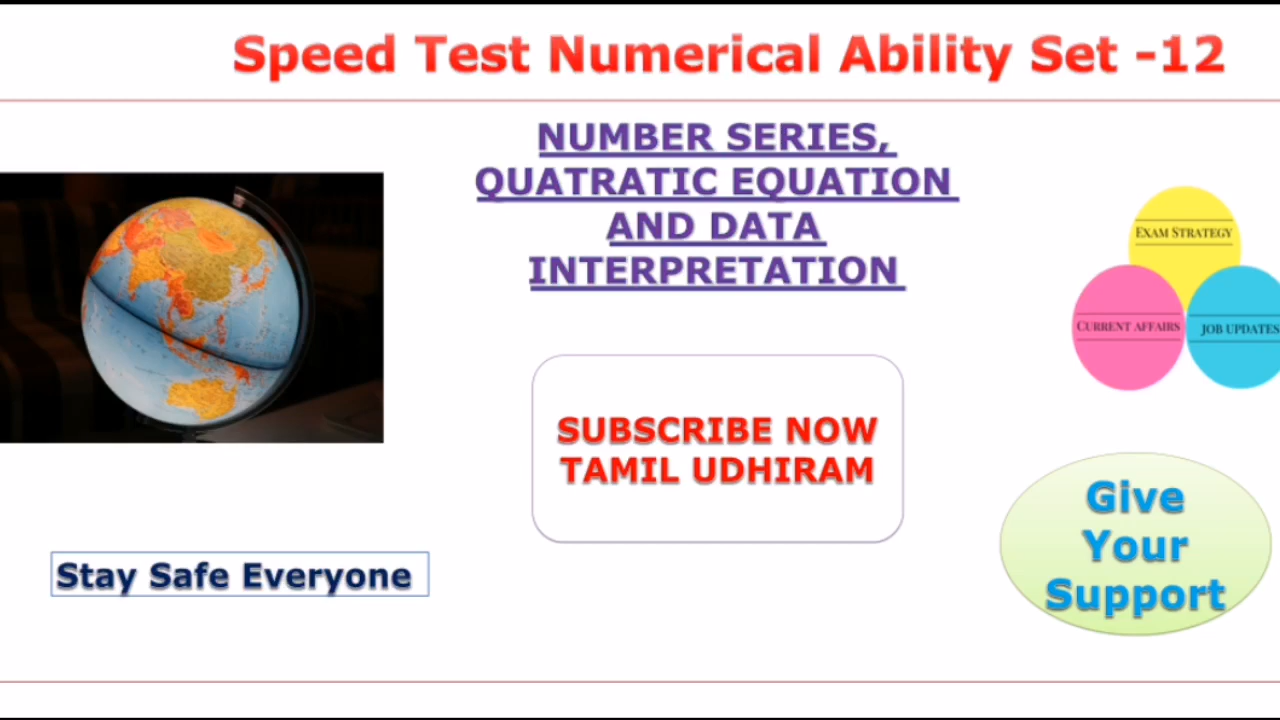 Speed Test Numerical Ability Set -12
NUMBER SERIES,
QUATRATIC EQUATION
AND DATA
INTERPRETATION
EXAM STRATEGY
CURRENT AFFAIRS
JOB UPDATES
SUBSCRIBE NOW
TAMIL UDHIRAM
Give
Your
Support
Stay Safe Everyone